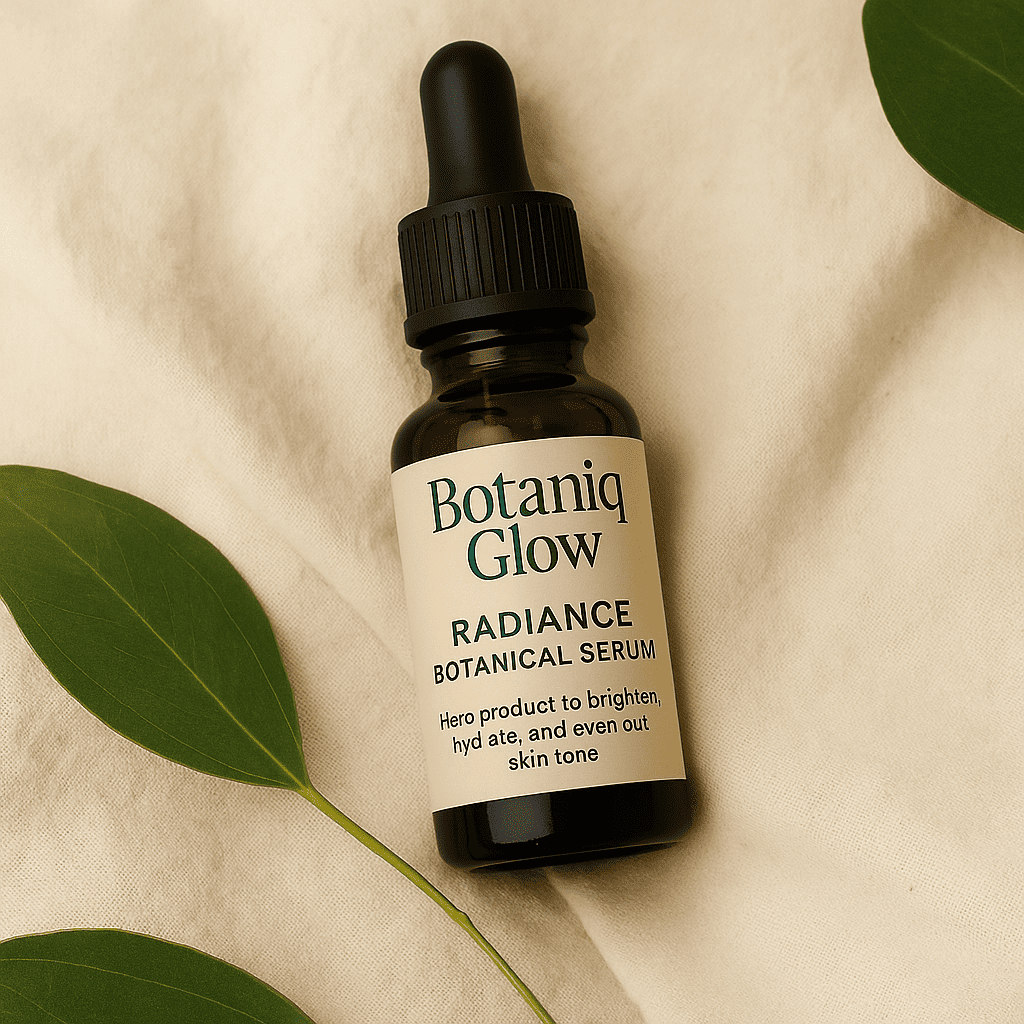 Botaniq
Glow
RADIANCE
BOTANICAL SERUM
Hero product to brighten,
hyd ate, and even out
skin tone